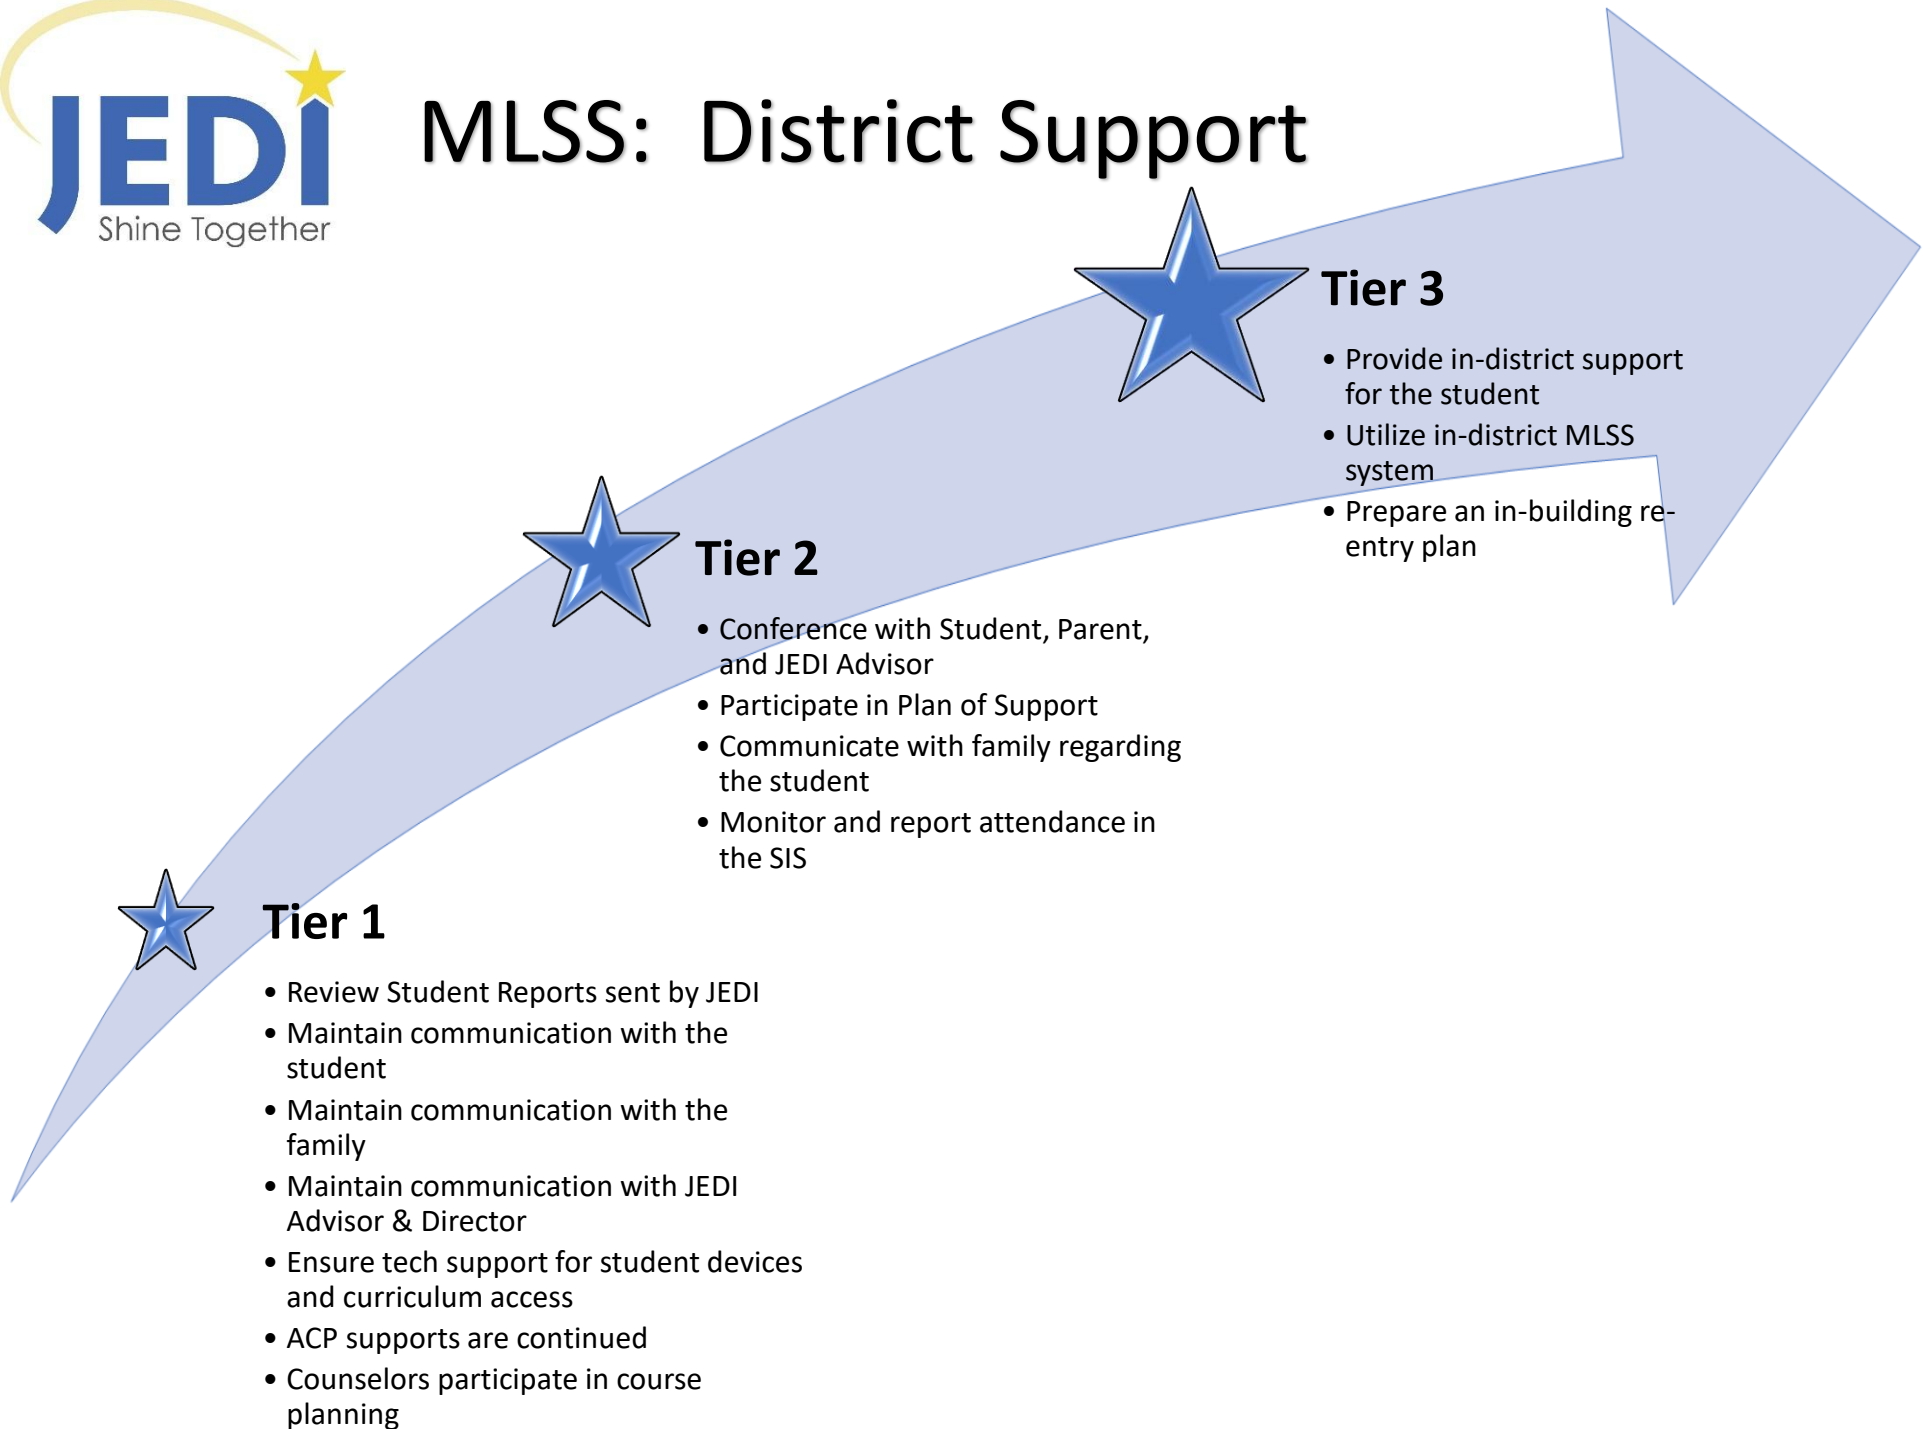 JEDI
Shine Together
MLSS:  District Support
Tier 3
• Provide in-district support
for the student
• Utilize in-district MLSS
system
• Prepare an in-building re-
entry plan
Tier 2
• Conference with Student, Parent,
and JEDI Advisor
• Participate in Plan of Support
• Communicate with family regarding
the student
• Monitor and report attendance in
the SIS
Tier 1
• Review Student Reports sent by JEDI
• Maintain communication with the
student
• Maintain communication with the
family
• Maintain communication with JEDI
Advisor & Director
• Ensure tech support for student devices
and curriculum access
• ACP supports are continued
• Counselors participate in course
planning